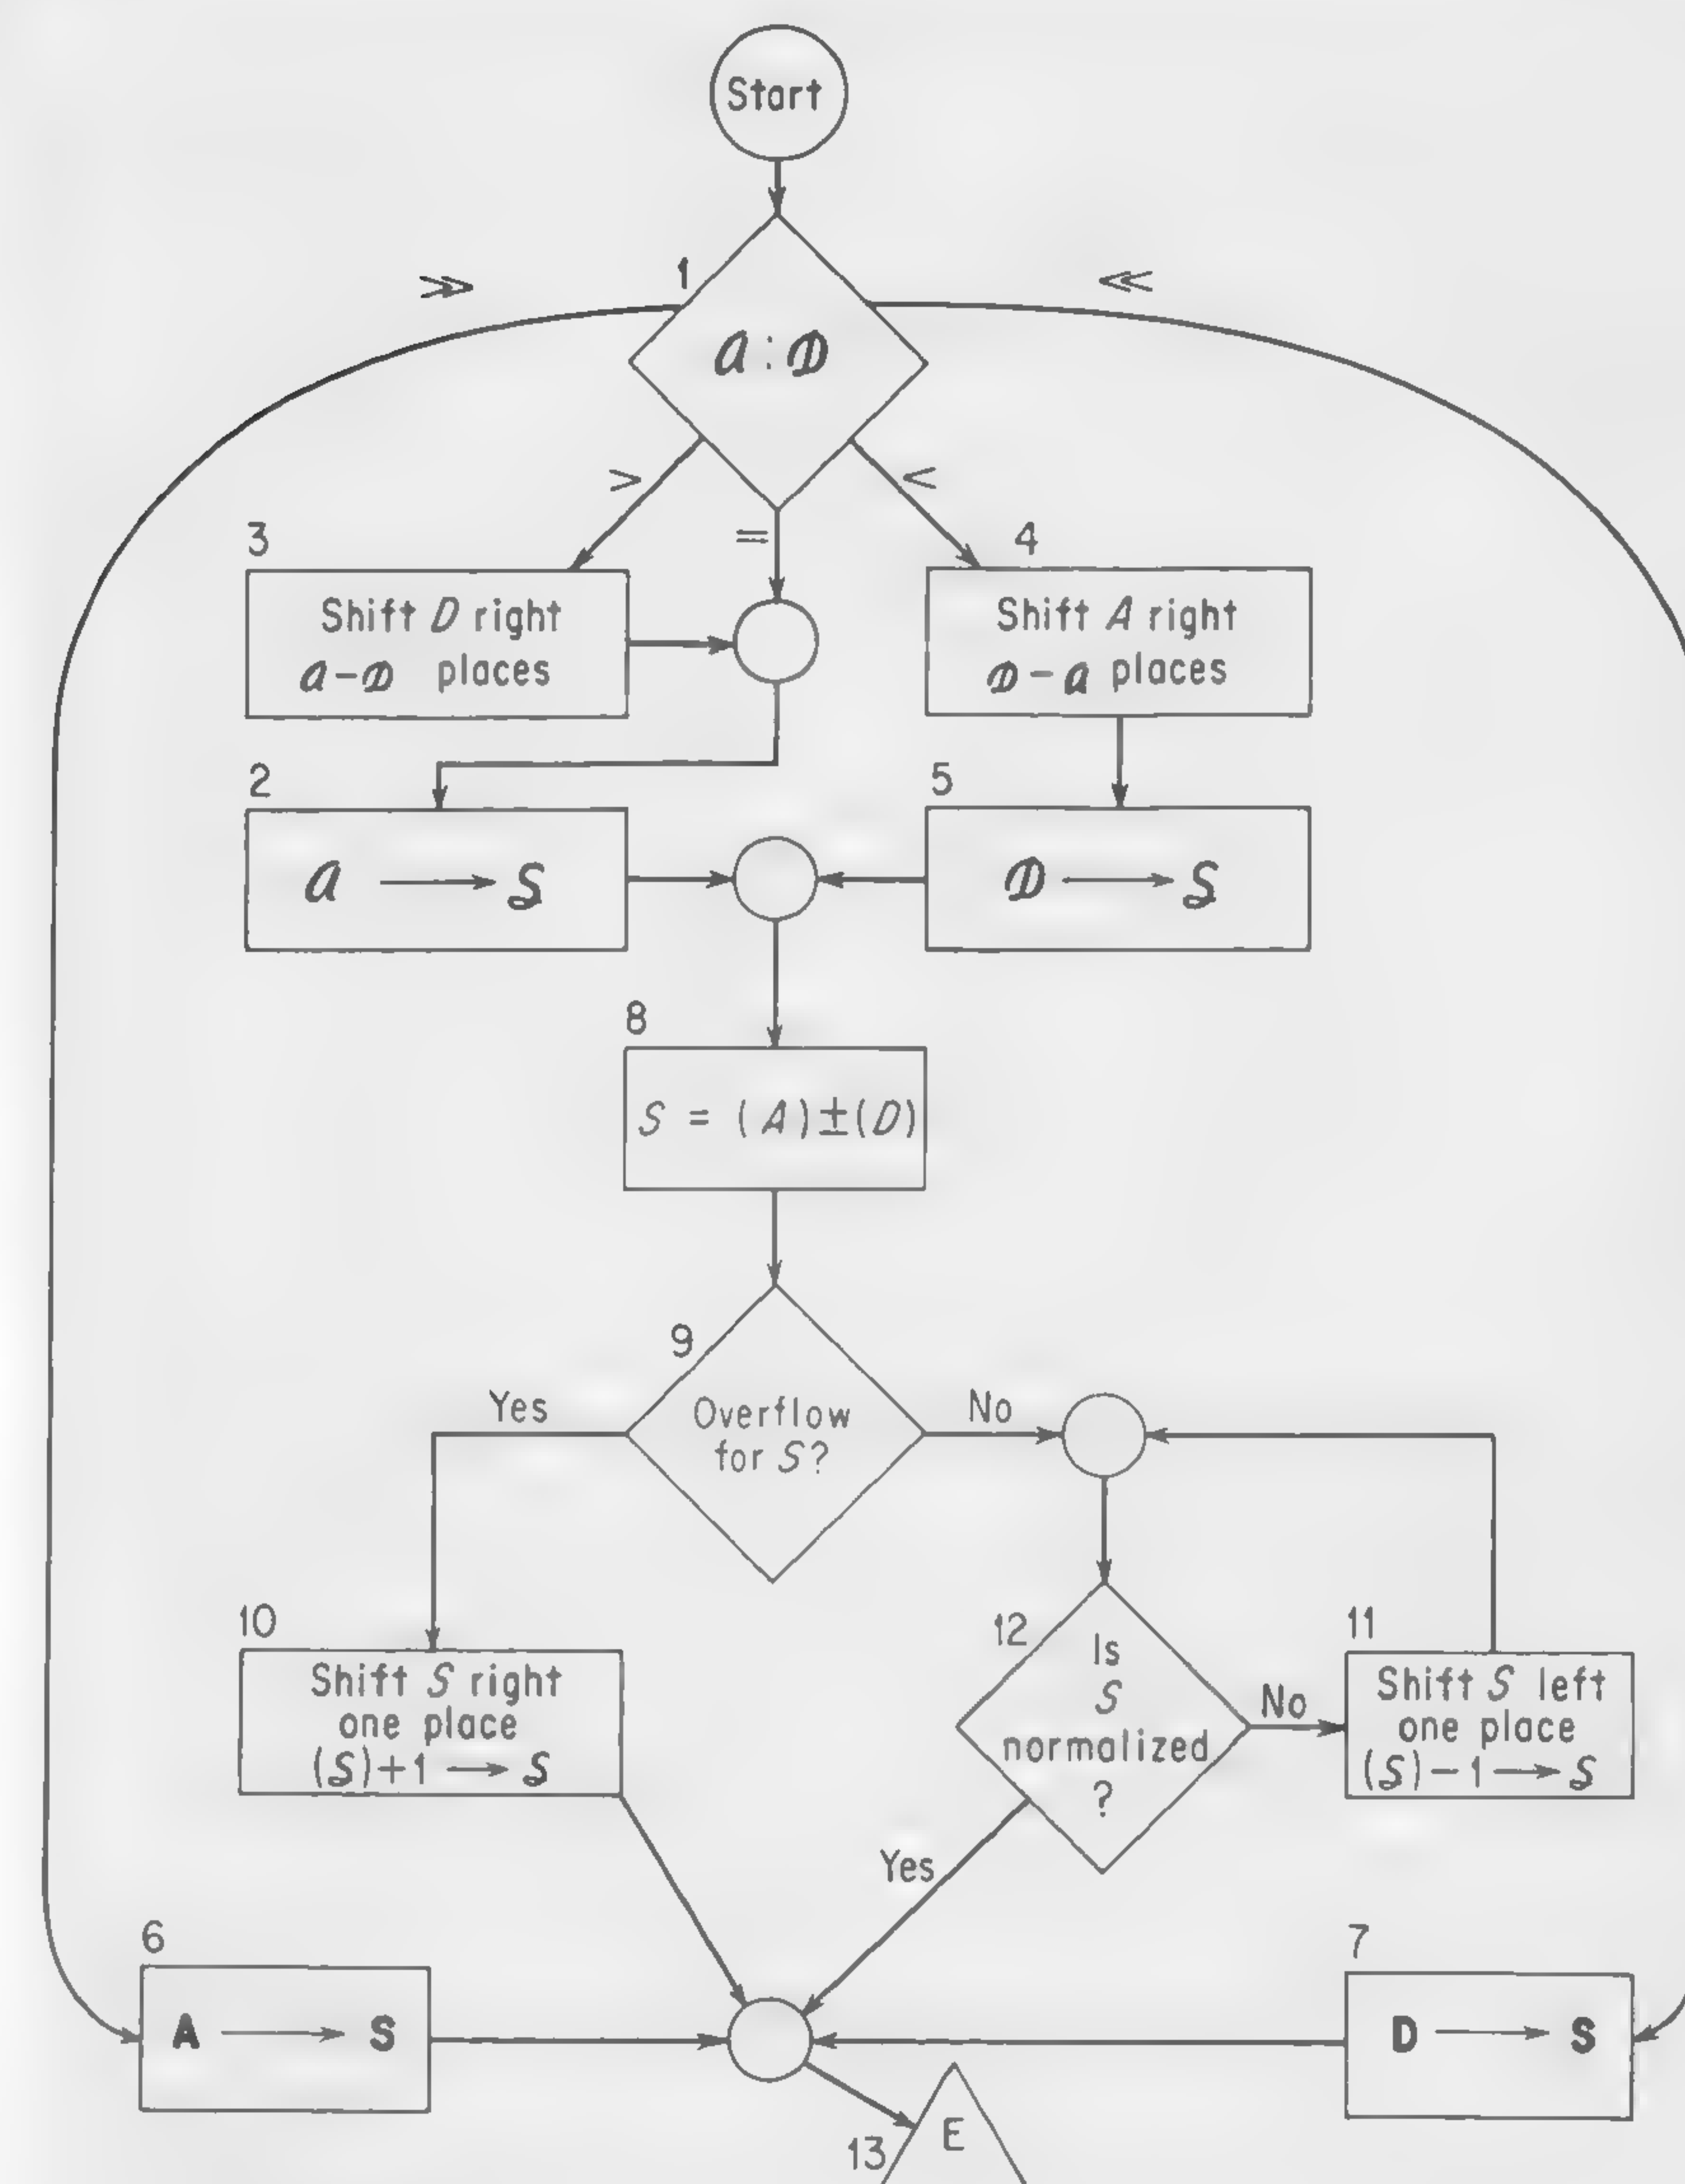 Start
≫
≪
1
𝒶 : 𝒟
>
=
<
3
Shift D right
𝒶 - 𝒟 places
4
Shift A right
𝒟 - 𝒶 places
2
𝒶 ⟶ 𝒮
5
𝒟 ⟶ 𝒮
8
S = (A) ± (D)
9
Overflow
for S?
Yes
No
10
Shift S right
one place
(𝒮)+1 ⟶ 𝒮
12
Is
S
normalized
?
No
Yes
11
Shift S left
one place
(𝒮)-1 ⟶ 𝒮
6
A ⟶ S
7
D ⟶ S
13
E